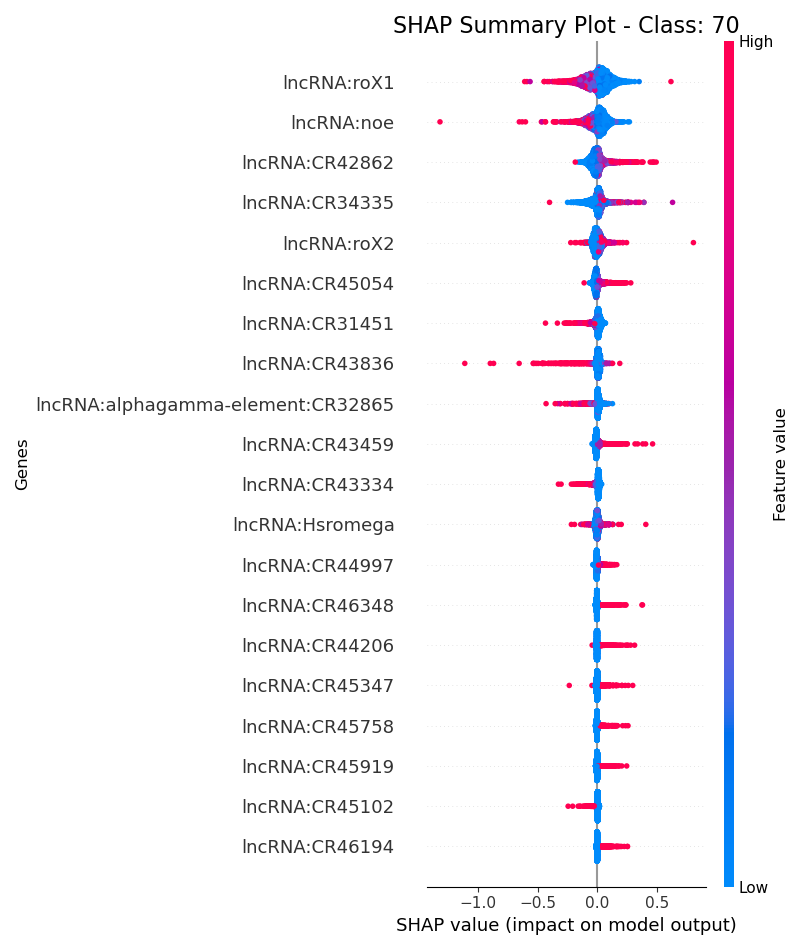 SHAP Summary Plot - Class: 70
High
lncRNA:roX1
lncRNA:noe
lncRNA:CR42862
lncRNA:CR34335
lncRNA:roX2
lncRNA:CR45054
lncRNA:CR31451
lncRNA:CR43836
lncRNA:alphagamma-element:CR32865
lncRNA:CR43459
lncRNA:CR43334
lncRNA:Hsromega
lncRNA:CR44997
lncRNA:CR46348
lncRNA:CR44206
lncRNA:CR45347
lncRNA:CR45758
lncRNA:CR45919
lncRNA:CR45102
lncRNA:CR46194
Genes
Feature value
Low
−1.0 −0.5 0.0 0.5
SHAP value (impact on model output)